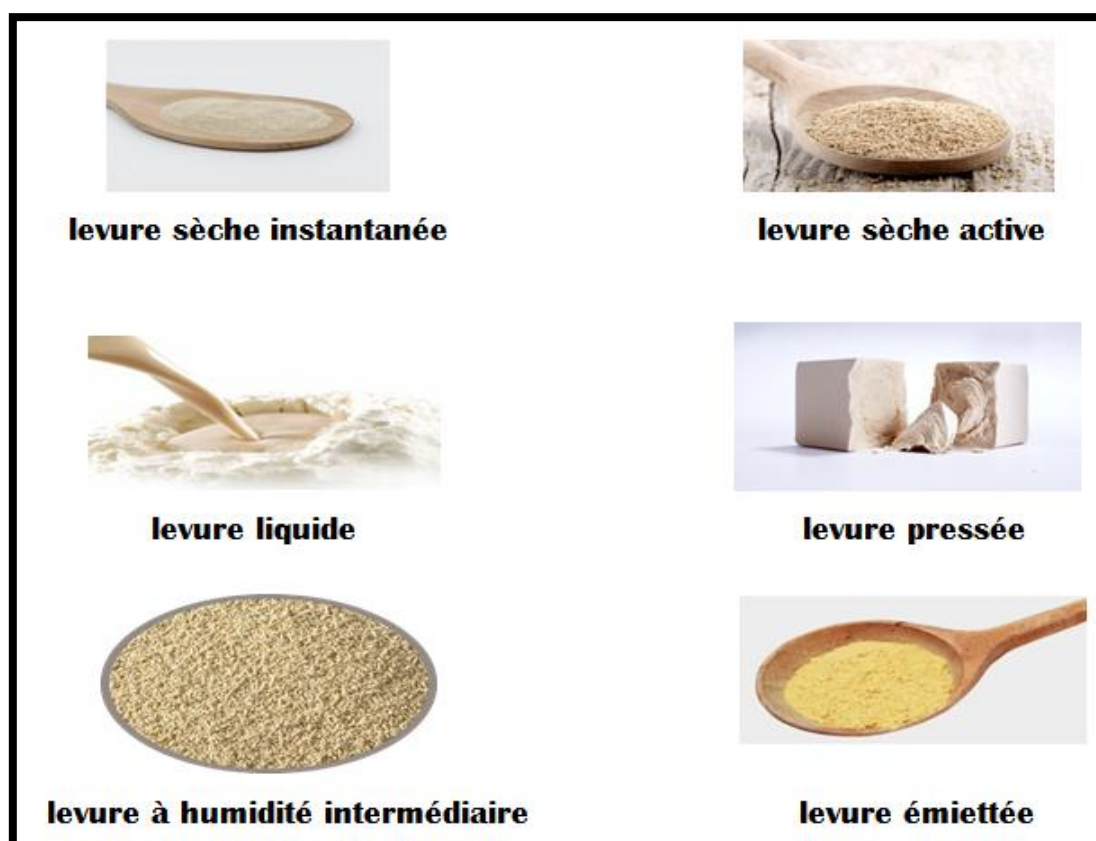 levure sèche instantanée
levure sèche active
levure liquide
levure pressée
levure à humidité intermédiaire
levure émiettée